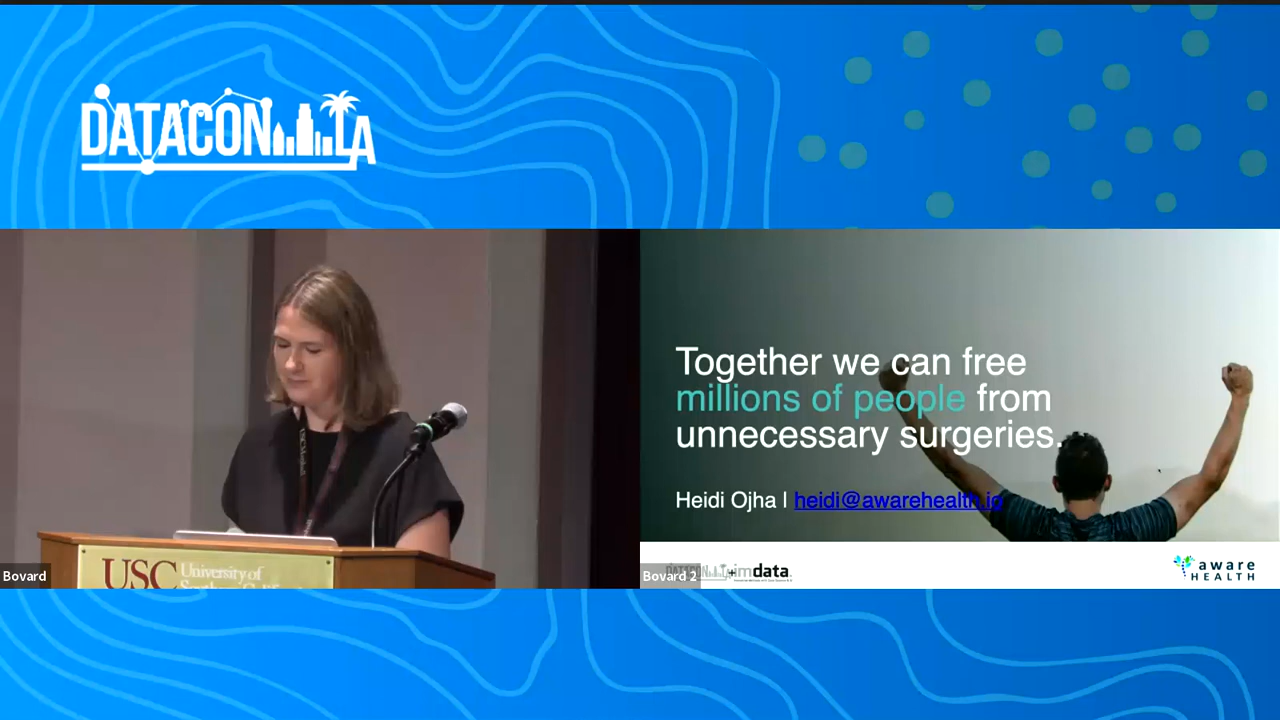 DATACON LA
Together we can free
millions of people from
unnecessary surgeries.
Heidi Ojha | heidi@awarehealth.io
USC University of
Bovard
Bovard 2
imdata
aware
HEALTH